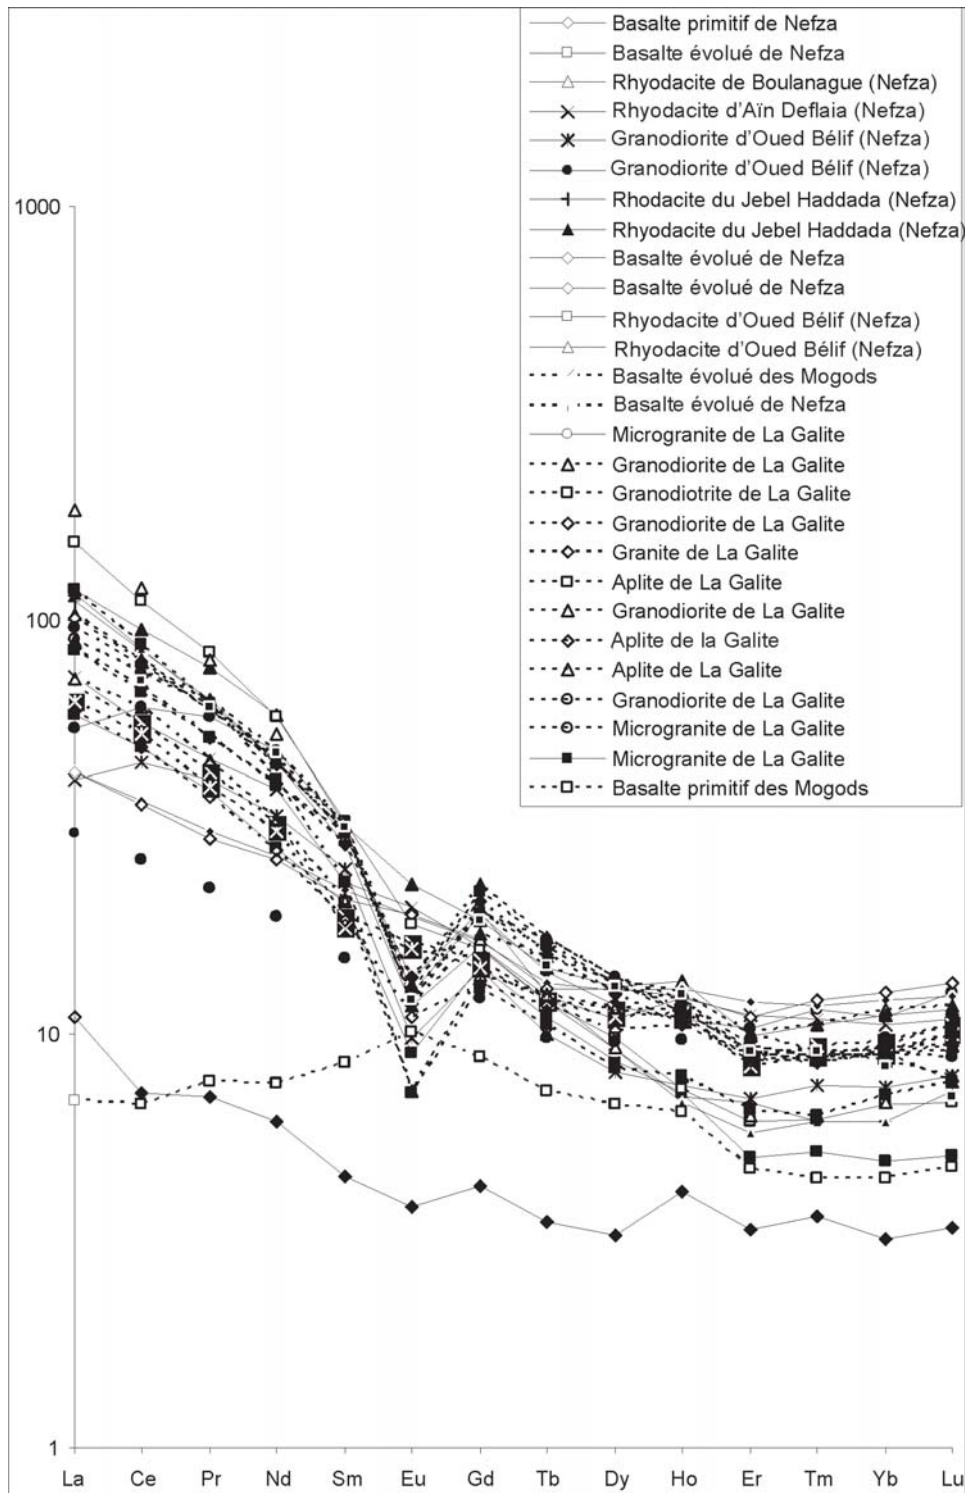 Basalte primitif de Nefza
Basalte évolué de Nefza
Rhyodacite de Boulanague (Nefza)
Rhyodacite d'Aïn Deflaia (Nefza)
Granodiorite d'Oued Bélif (Nefza)
Granodiorite d'Oued Bélif (Nefza)
Rhodacite du Jebel Haddada (Nefza)
Rhyodacite du Jebel Haddada (Nefza)
Basalte évolué de Nefza
Basalte évolué de Nefza
Rhyodacite d'Oued Bélif (Nefza)
Rhyodacite d'Oued Bélif (Nefza)
Basalte évolué des Mogods
Basalte évolué de Nefza
Microgranite de La Galite
Granodiorite de La Galite
Granodiotrite de La Galite
Granodiorite de La Galite
Granite de La Galite
Aplite de La Galite
Granodiorite de La Galite
Aplite de la Galite
Aplite de La Galite
Granodiorite de La Galite
Microgranite de La Galite
Microgranite de La Galite
Basalte primitif des Mogods
1000
100
10
1
La Ce Pr Nd Sm Eu Gd Tb Dy Ho Er Tm Yb Lu